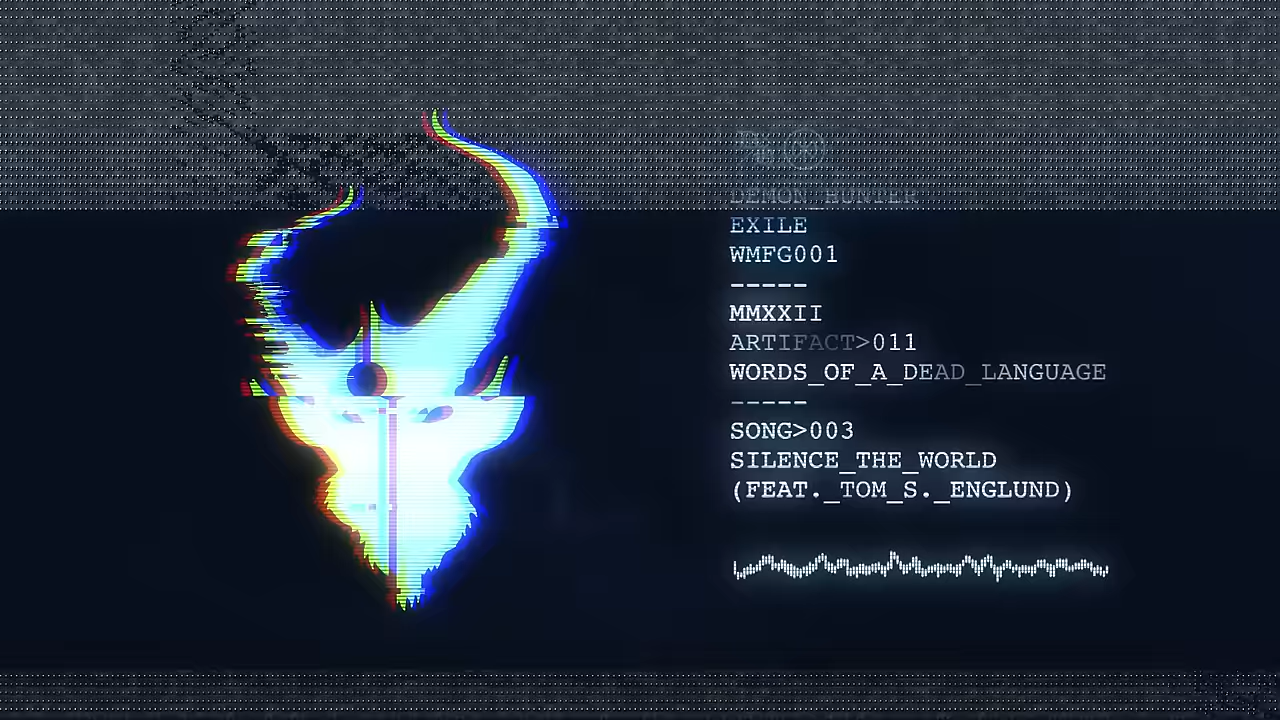 DEMON_HUNTER
EXILE
WMFG001
-----
MMXXII
ARTIFACT>011
WORDS_OF_A_DEAD_LANGUAGE
-----
SONG>003
SILENCE_THE_WORLD
(FEAT._TOM_S._ENGLUND)